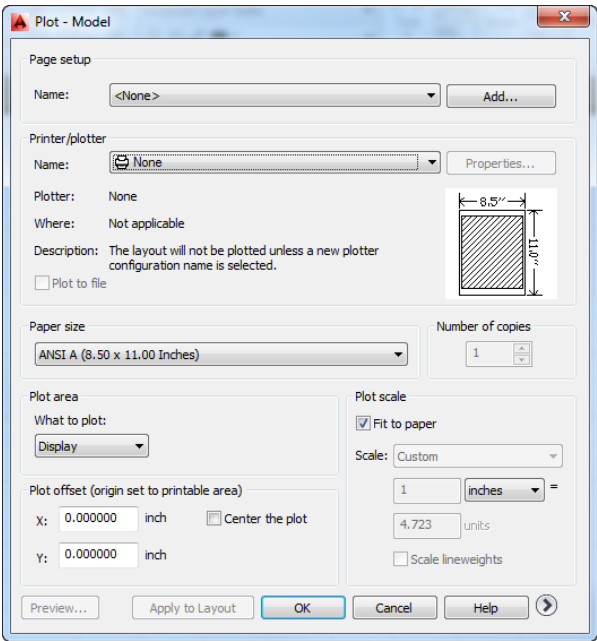 Plot - Model
Page setup
Name: <None> Add...
Printer/plotter
Name: None Properties...
Plotter: None
Where: Not applicable
Description: The layout will not be plotted unless a new plotter
configuration name is selected.
Plot to file
8.5″
11.0″
Paper size
ANSI A (8.50 x 11.00 Inches)
Number of copies
1
Plot area
What to plot:
Display
Plot offset (origin set to printable area)
X: 0.000000 inch Center the plot
Y: 0.000000 inch
Plot scale
Fit to paper
Scale: Custom
1 inches =
4.723 units
Scale lineweights
Preview... Apply to Layout OK Cancel Help